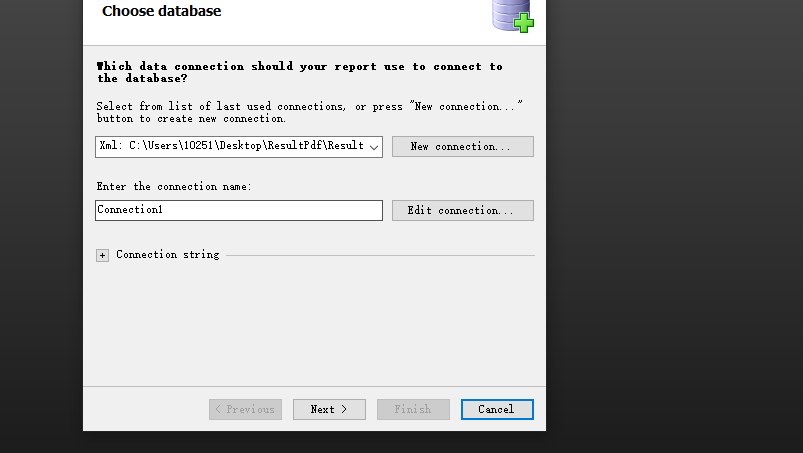 Choose database
Which data connection should your report use to connect to
the database?
Select from list of last used connections, or press "New connection..."
button to create new connection.
Xml: C:\Users\10251\Desktop\ResultPdf\Result
New connection...
Enter the connection name:
Connection1
Edit connection...
+ Connection string
< Previous
Next >
Finish
Cancel